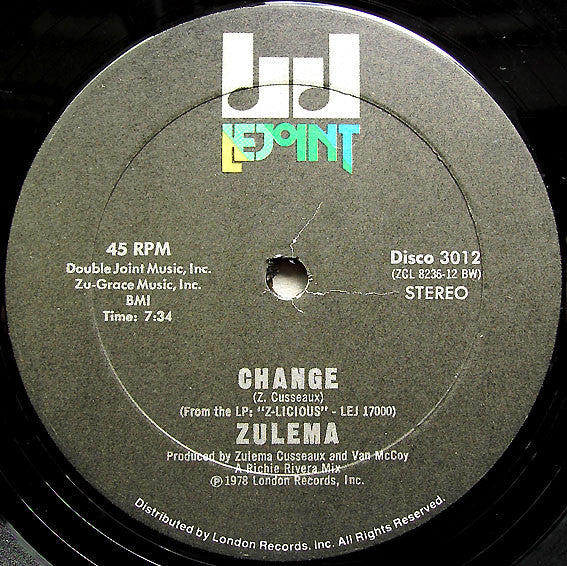 LEJOINT
45 RPM
Double Joint Music, Inc.
Zu-Grace Music, Inc.
BMI
Time: 7:34
Disco 3012
(ZCL 8236-12 BW)
STEREO
CHANGE
(Z. Cusseaux)
(From the LP: "Z-LICIOUS" - LEJ 17000)
ZULEMA
Produced by Zulema Cusseaux and Van McCoy
A Richie Rivera Mix
Ⓟ1978 London Records, Inc.
Distributed by London Records, Inc. All Rights Reserved.